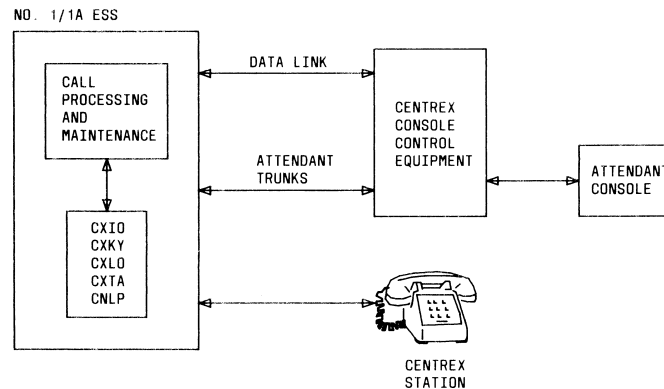 NO. 1/1A ESS
CALL
PROCESSING
AND
MAINTENANCE
CXIO
CXKY
CXLO
CXTA
CNLP
DATA LINK
ATTENDANT
TRUNKS
CENTREX
CONSOLE
CONTROL
EQUIPMENT
ATTENDANT
CONSOLE
CENTREX
STATION